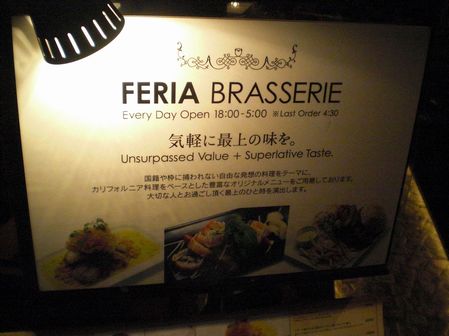 FERIA BRASSERIE
Every Day Open 18:00-5:00 ※Last Order 4:30
気軽に最上の味を。
Unsurpassed Value + Superlative Taste.
国籍や枠に捕われない自由な発想の料理をテーマに、
カリフォルニア料理をベースとした豊富なオリジナルメニューをご用意しております。
大切な人とお過ごし頂く最上のひと時を演出します。